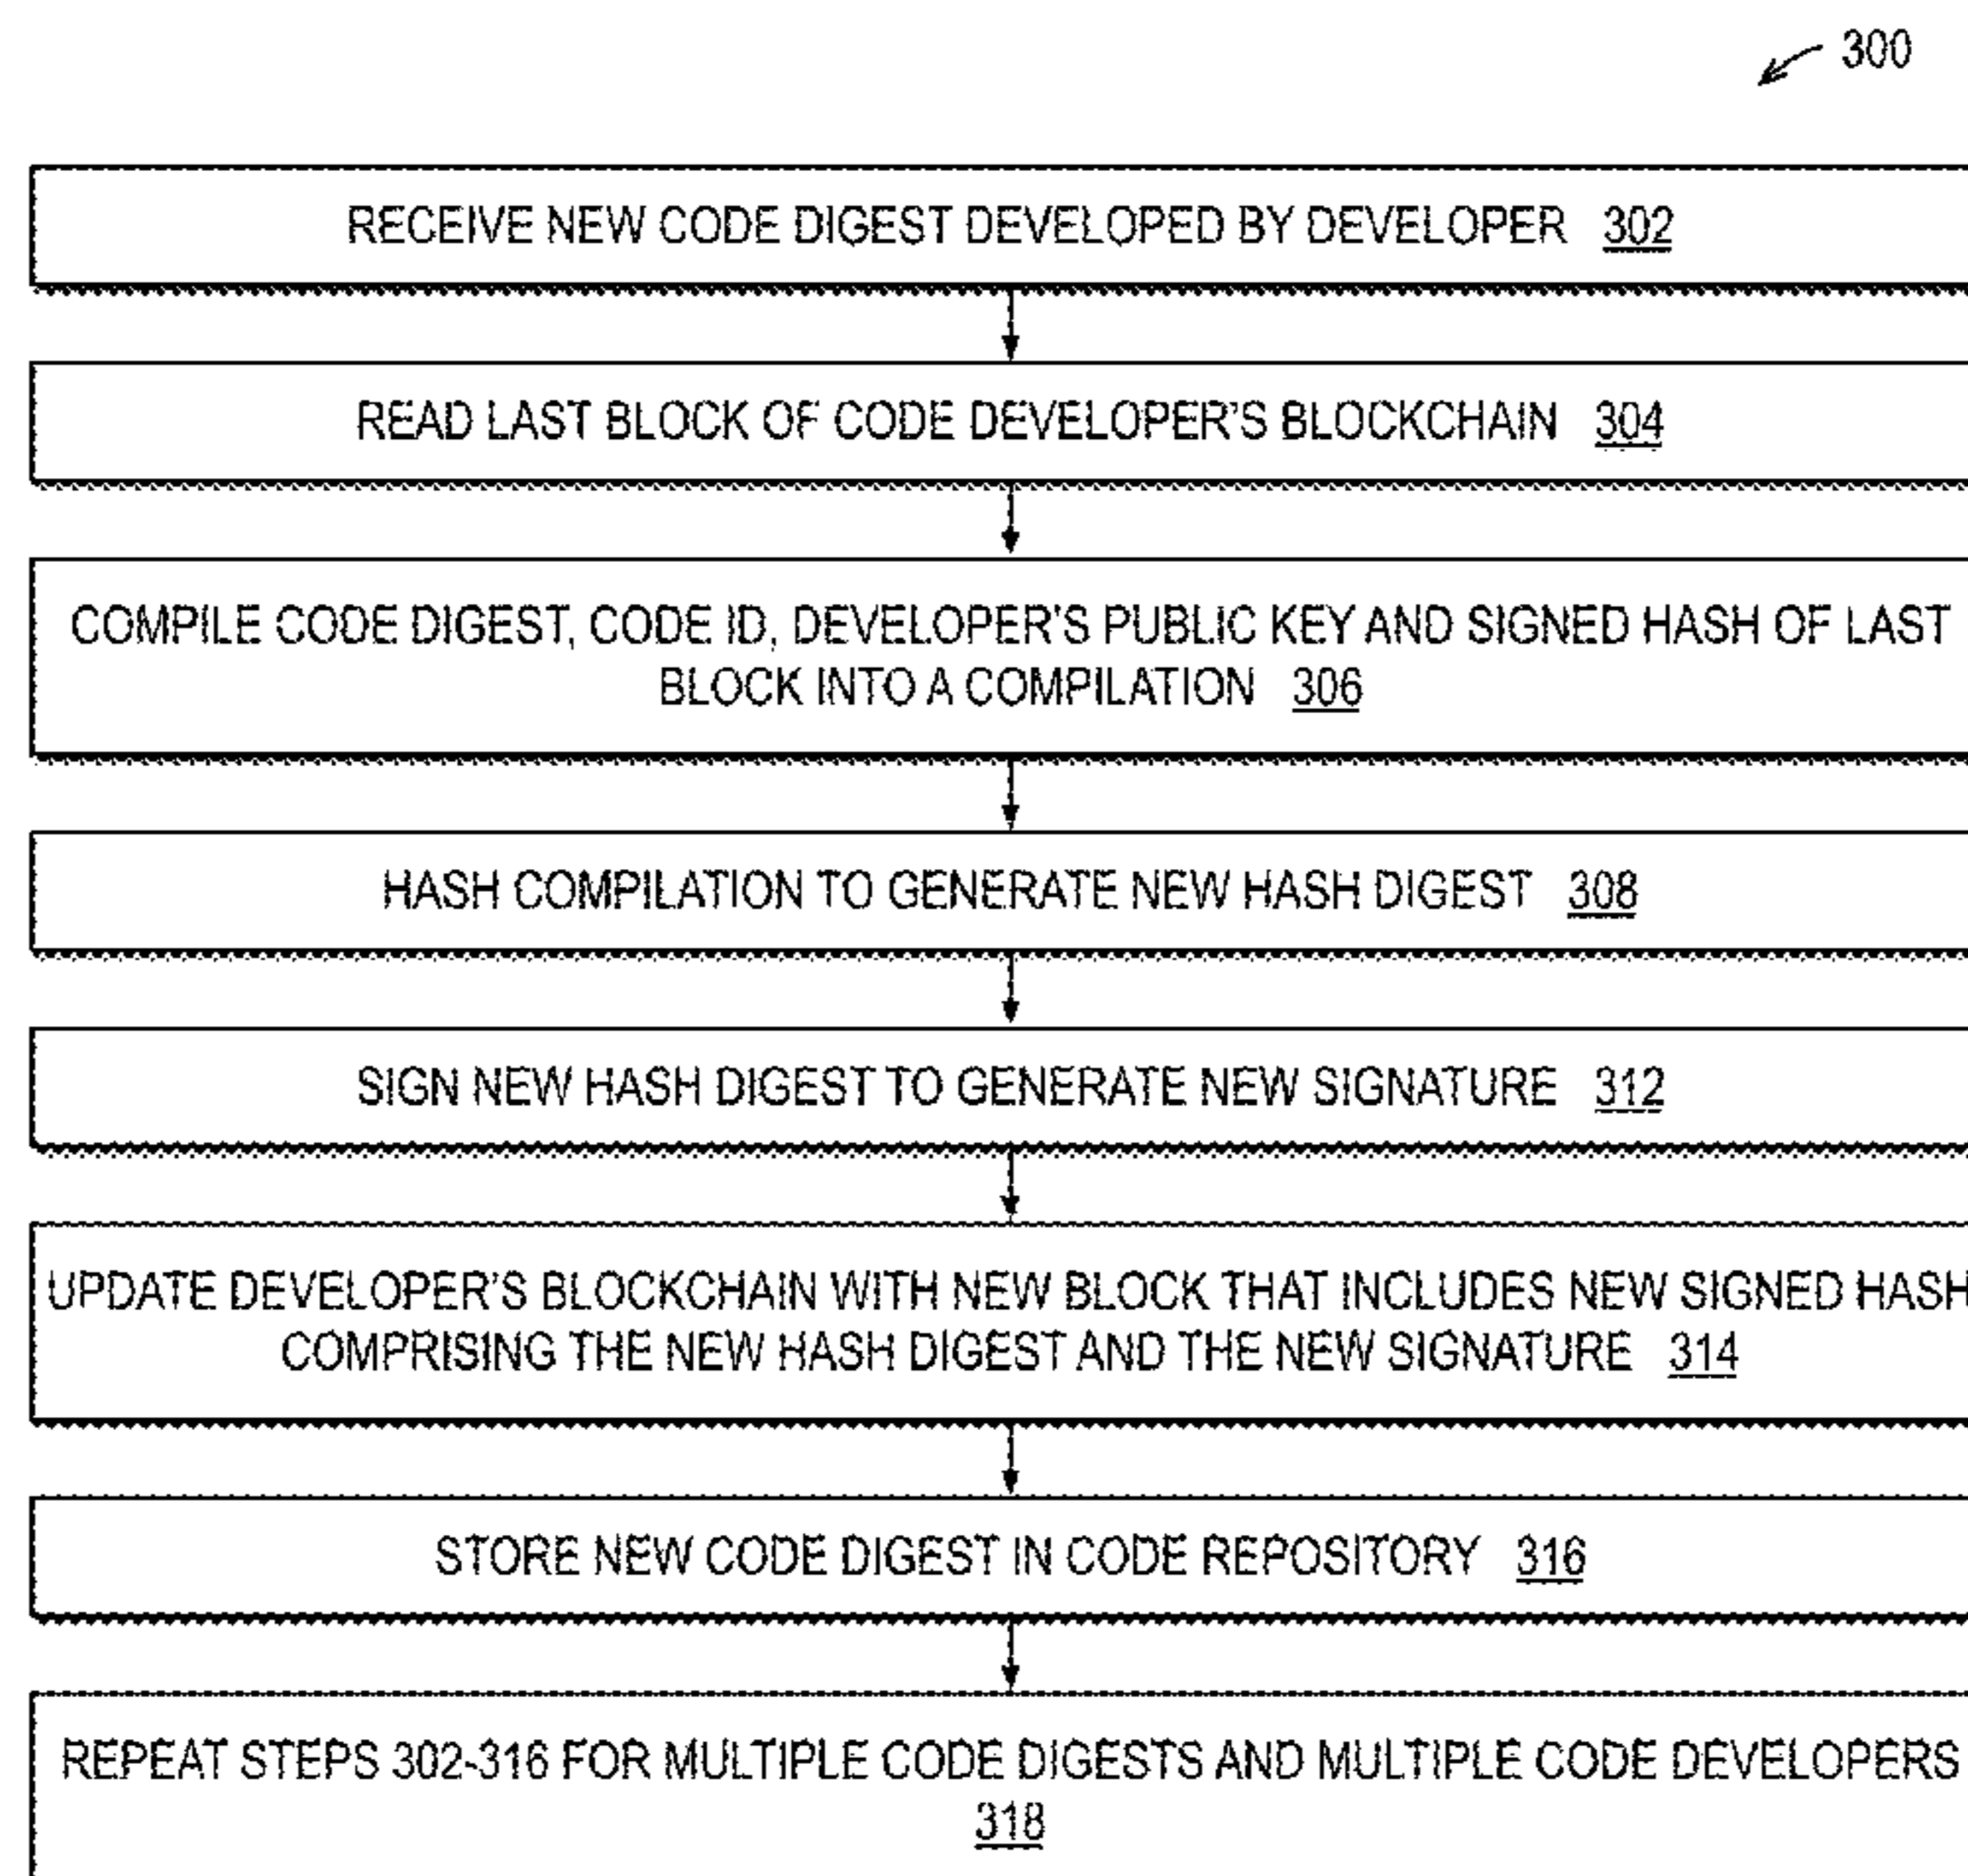 300
RECEIVE NEW CODE DIGEST DEVELOPED BY DEVELOPER 302
READ LAST BLOCK OF CODE DEVELOPER'S BLOCKCHAIN 304
COMPILE CODE DIGEST, CODE ID, DEVELOPER'S PUBLIC KEY AND SIGNED HASH OF LAST
BLOCK INTO A COMPILATION 306
HASH COMPILATION TO GENERATE NEW HASH DIGEST 308
SIGN NEW HASH DIGEST TO GENERATE NEW SIGNATURE 312
UPDATE DEVELOPER'S BLOCKCHAIN WITH NEW BLOCK THAT INCLUDES NEW SIGNED HASH
COMPRISING THE NEW HASH DIGEST AND THE NEW SIGNATURE 314
STORE NEW CODE DIGEST IN CODE REPOSITORY 316
REPEAT STEPS 302-316 FOR MULTIPLE CODE DIGESTS AND MULTIPLE CODE DEVELOPERS
318